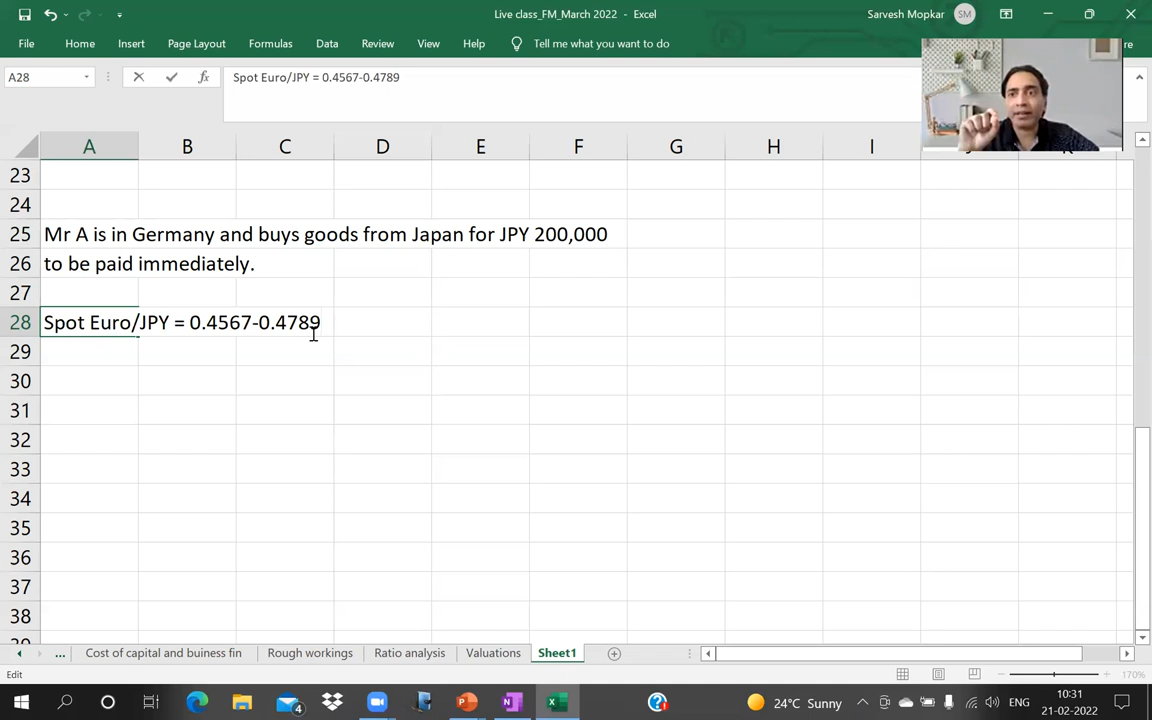 Live class_FM_March 2022 - Excel
Sarvesh Mopkar
SM
File Home Insert Page Layout Formulas Data Review View Help Tell me what you want to do
re
A28
fx
Spot Euro/JPY = 0.4567-0.4789
A B C D E F G H I
23
24
25 Mr A is in Germany and buys goods from Japan for JPY 200,000
26 to be paid immediately.
27
28 Spot Euro/JPY = 0.4567-0.4789
29
30
31
32
33
34
35
36
37
38
... Cost of capital and buiness fin Rough workings Ratio analysis Valuations Sheet1
Edit
170%
4
24°C Sunny
ENG
10:31
21-02-2022